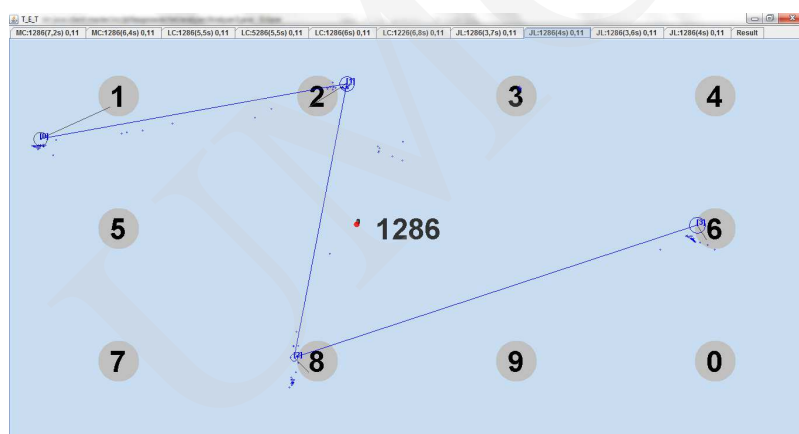 T_E_T
MC:1286(7,2s) 0,11 MC:1286(6,4s) 0,11 LC:1286(5,5s) 0,11 LC:5286(5,5s) 0,11 LC:1286(6s) 0,11 LC:1226(6,8s) 0,11 JL:1286(3,7s) 0,11 JL:1286(4s) 0,11 JL:1286(3,6s) 0,11 JL:1286(4s) 0,11 Result
1 2 3 4
5 1286 6
7 8 9 0